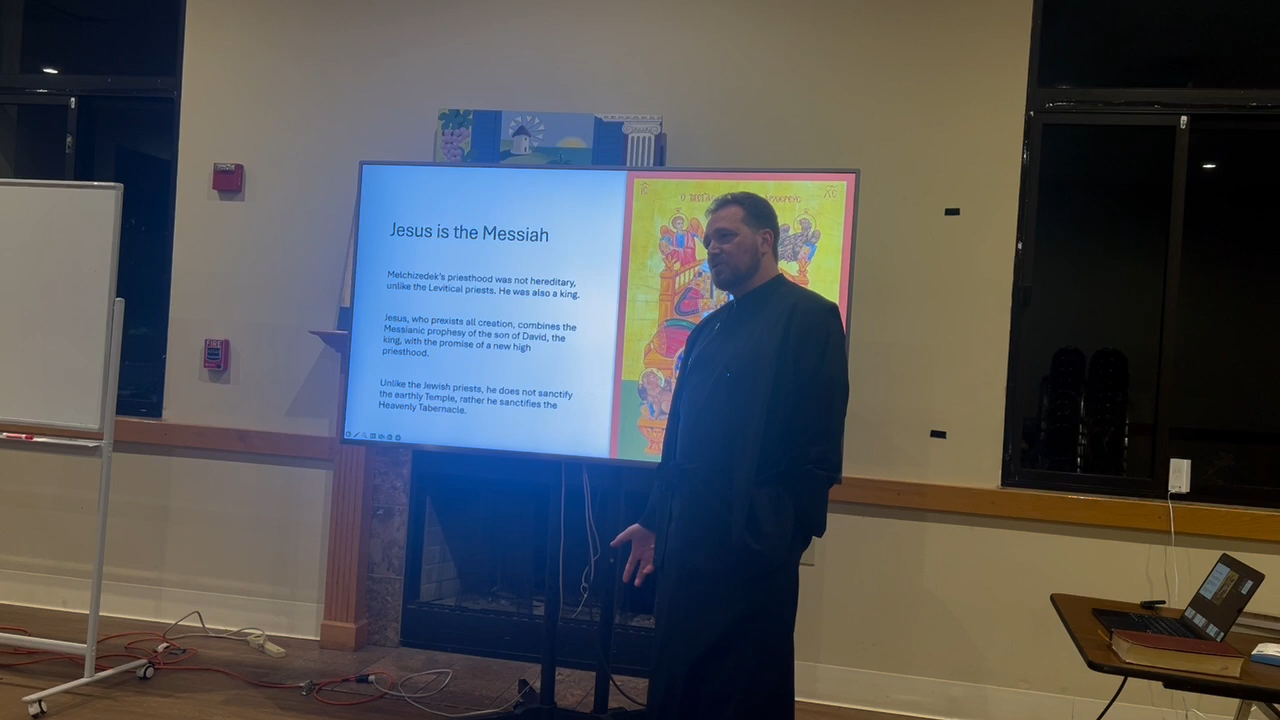 Jesus is the Messiah
Melchizedek's priesthood was not hereditary,
unlike the Levitical priests. He was also a king.
Jesus, who prexists all creation, combines the
Messianic prophesy of the son of David, the
king, with the promise of a new high
priesthood.
Unlike the Jewish priests, he does not sanctify
the earthly Temple, rather he sanctifies the
Heavenly Tabernacle.
FIRE